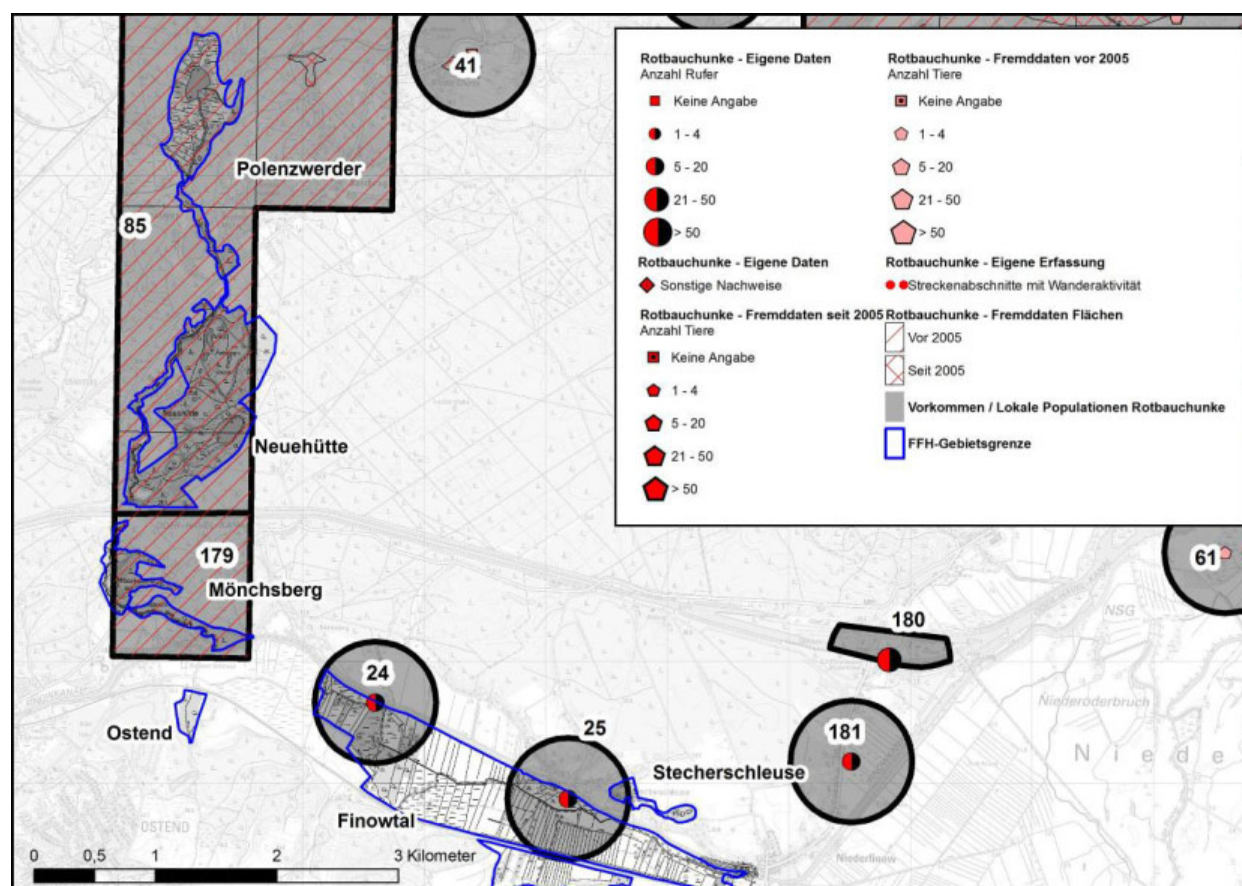 41
Polenzwerder
85
Neuehütte
179
Mönchsberg
Ostend
24
25
Finowtal
Stecherschleuse
180
181
61
NSG
Niederoderbruch
N i e d e
OSTEND
Niederfinow
0 0,5 1 2 3 Kilometer
Rotbauchunke - Eigene Daten
Anzahl Rufer
Keine Angabe
1 - 4
5 - 20
21 - 50
> 50
Rotbauchunke - Eigene Daten
Sonstige Nachweise
Rotbauchunke - Fremddaten seit 2005
Anzahl Tiere
Keine Angabe
1 - 4
5 - 20
21 - 50
> 50
Rotbauchunke - Fremddaten vor 2005
Anzahl Tiere
Keine Angabe
1 - 4
5 - 20
21 - 50
> 50
Rotbauchunke - Eigene Erfassung
Streckenabschnitte mit Wanderaktivität
Rotbauchunke - Fremddaten Flächen
Vor 2005
Seit 2005
Vorkommen / Lokale Populationen Rotbauchunke
FFH-Gebietsgrenze